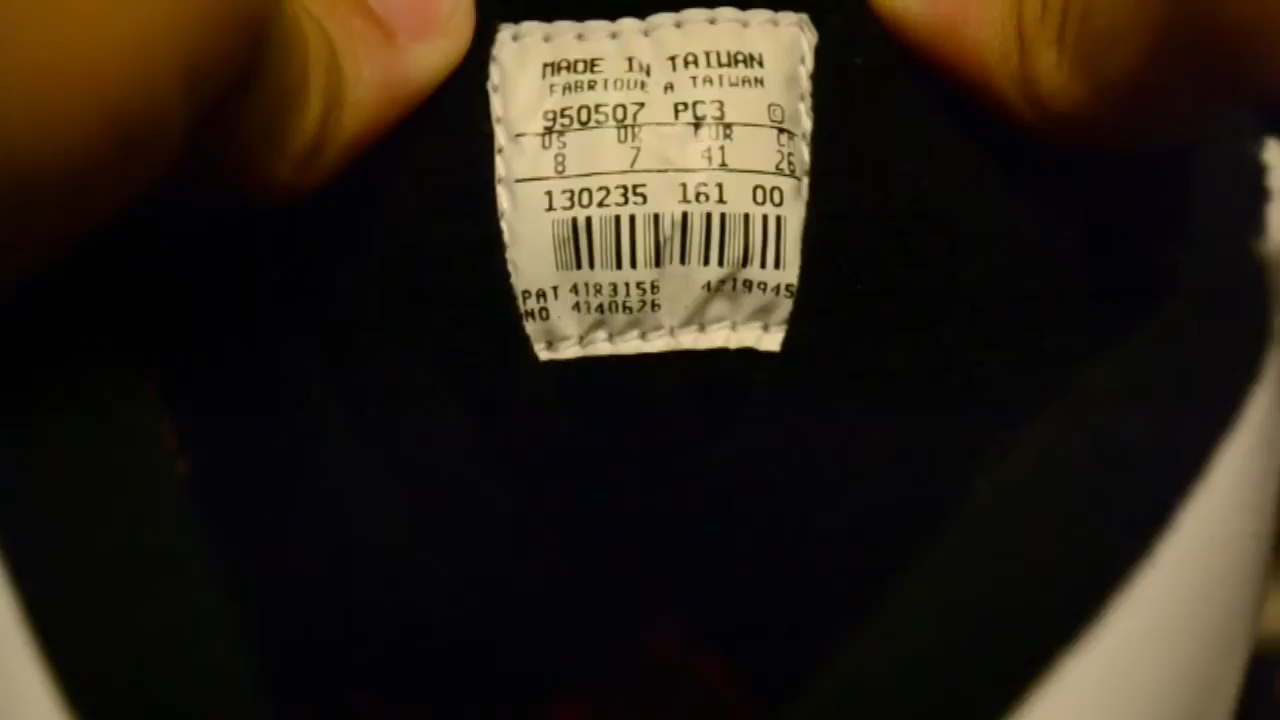 MADE IN TAIWAN
FABRIQUE A TAIWAN
950507 PC3 ©
US UK EUR CM
8 7 41 26
130235 161 00
PAT 4183156 4219945
NO. 4340626